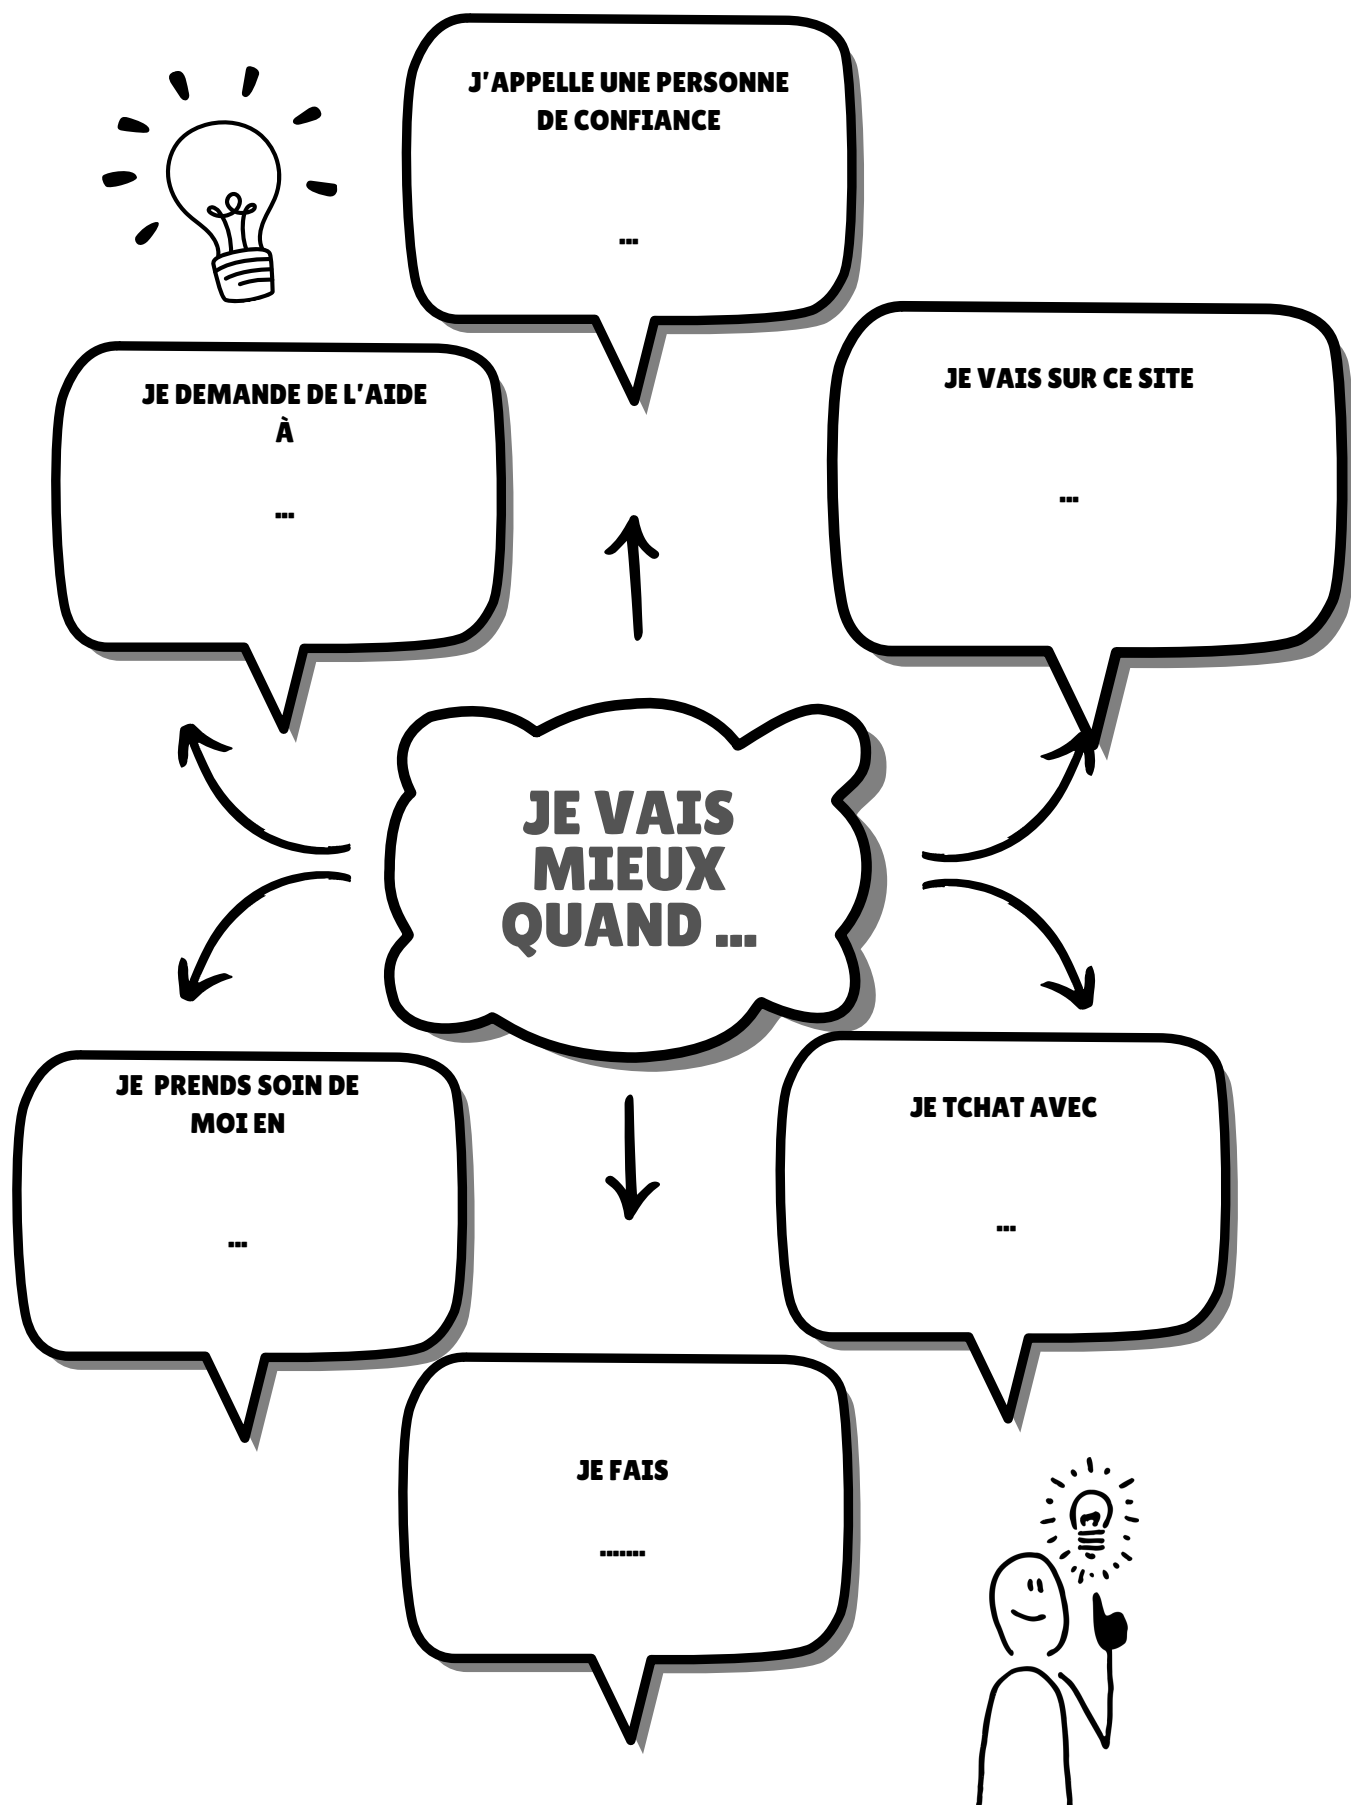 J'APPELLE UNE PERSONNE
DE CONFIANCE
...
JE DEMANDE DE L'AIDE
À
...
JE VAIS SUR CE SITE
...
JE VAIS
MIEUX
QUAND ...
JE  PRENDS SOIN DE
MOI EN
...
JE TCHAT AVEC
...
JE FAIS
.......